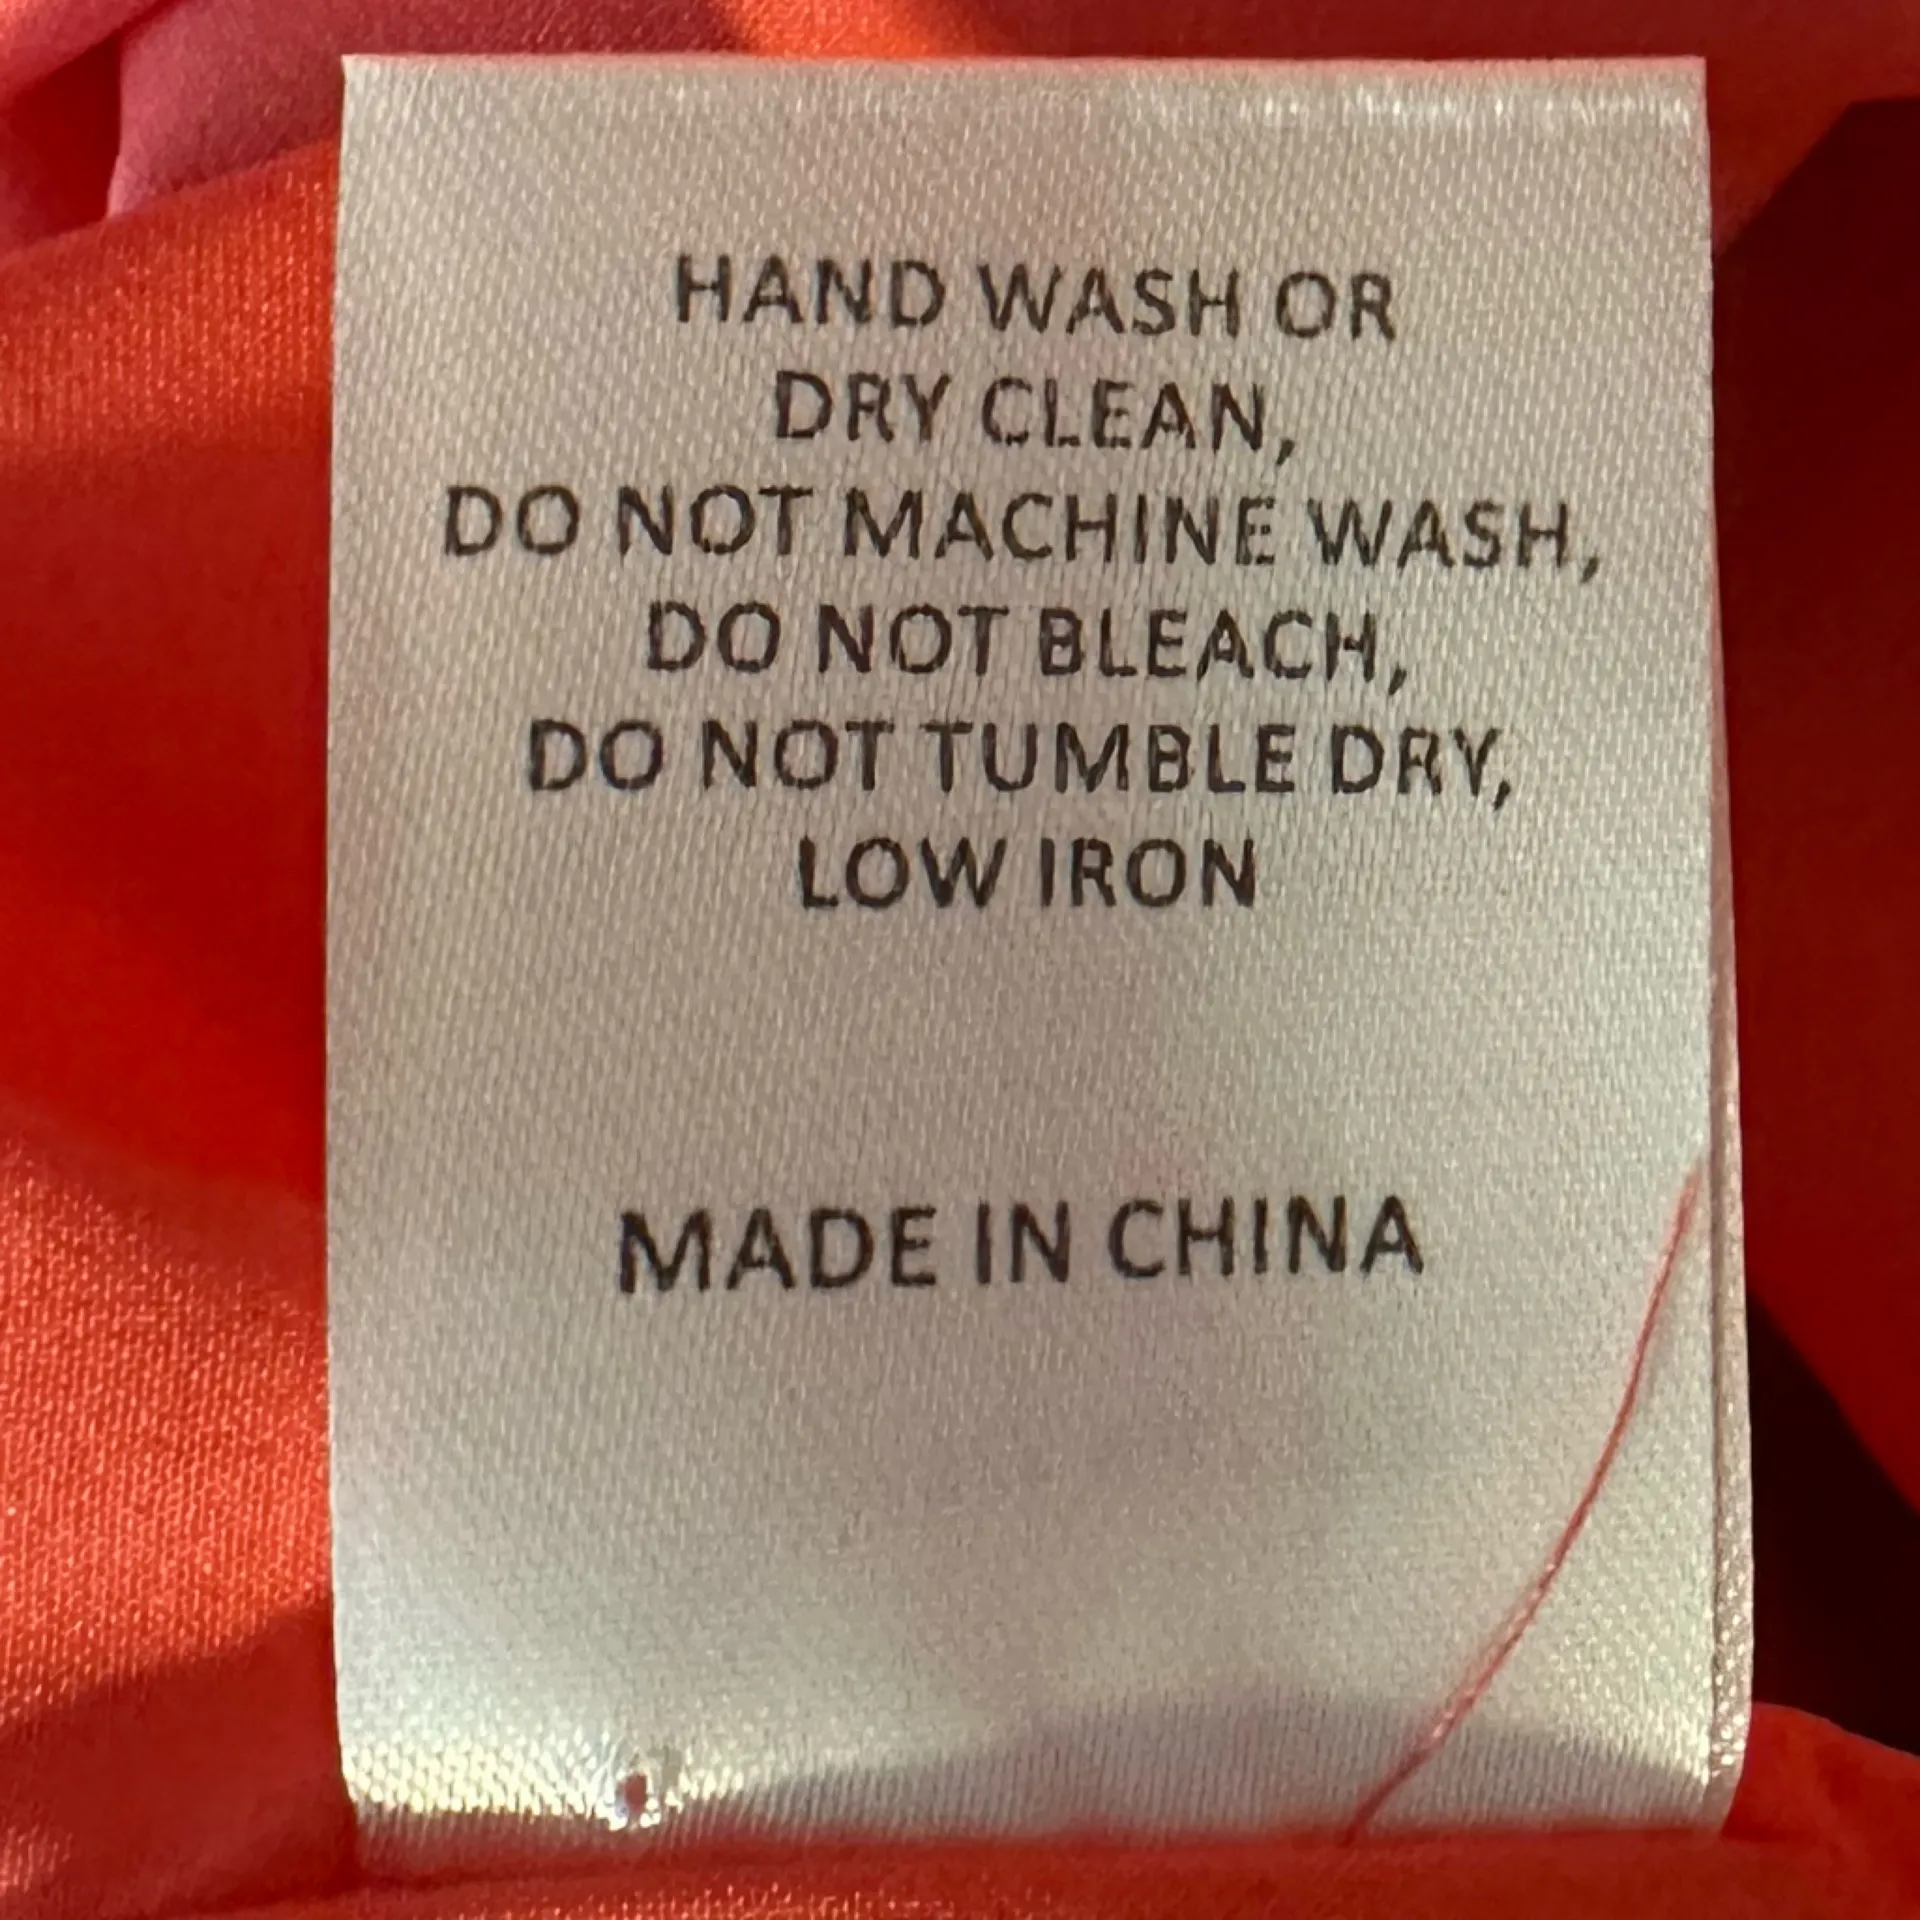 HAND WASH OR
DRY CLEAN,
DO NOT MACHINE WASH,
DO NOT BLEACH,
DO NOT TUMBLE DRY,
LOW IRON
MADE IN CHINA